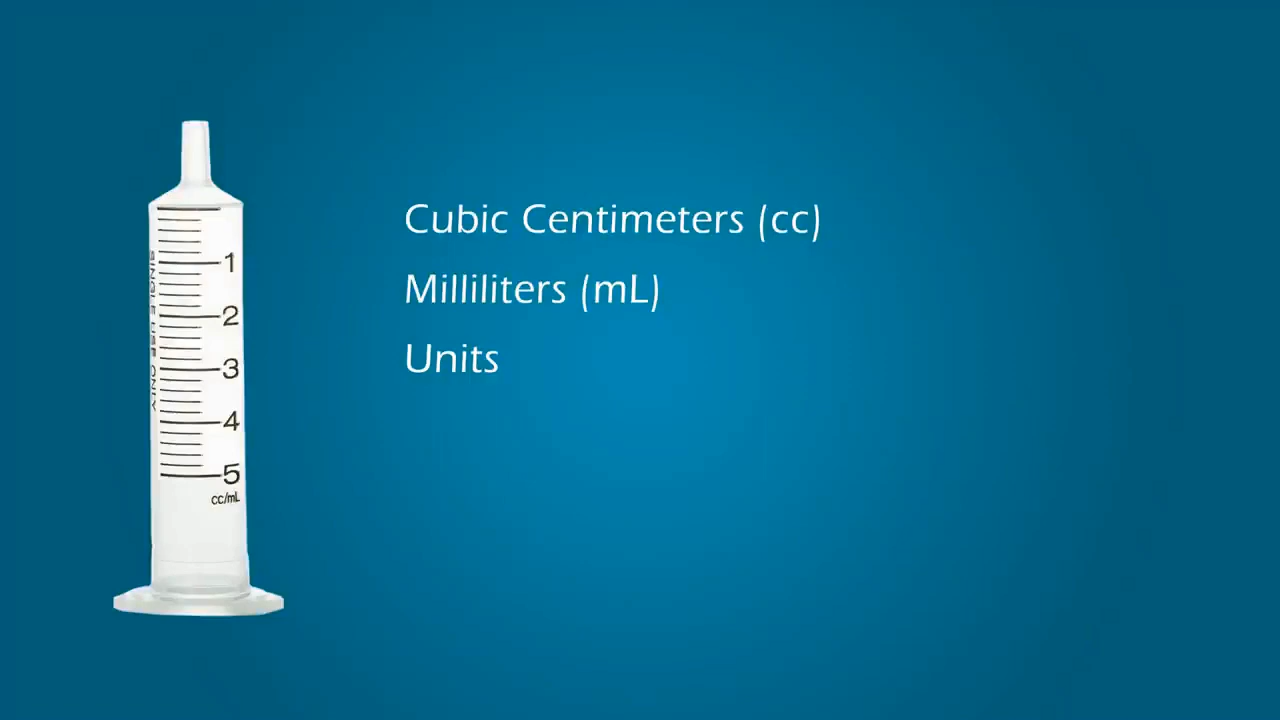 Cubic Centimeters (cc)
Milliliters (mL)
Units
1
2
3
4
5
cc/mL
SINGLE USE ONLY